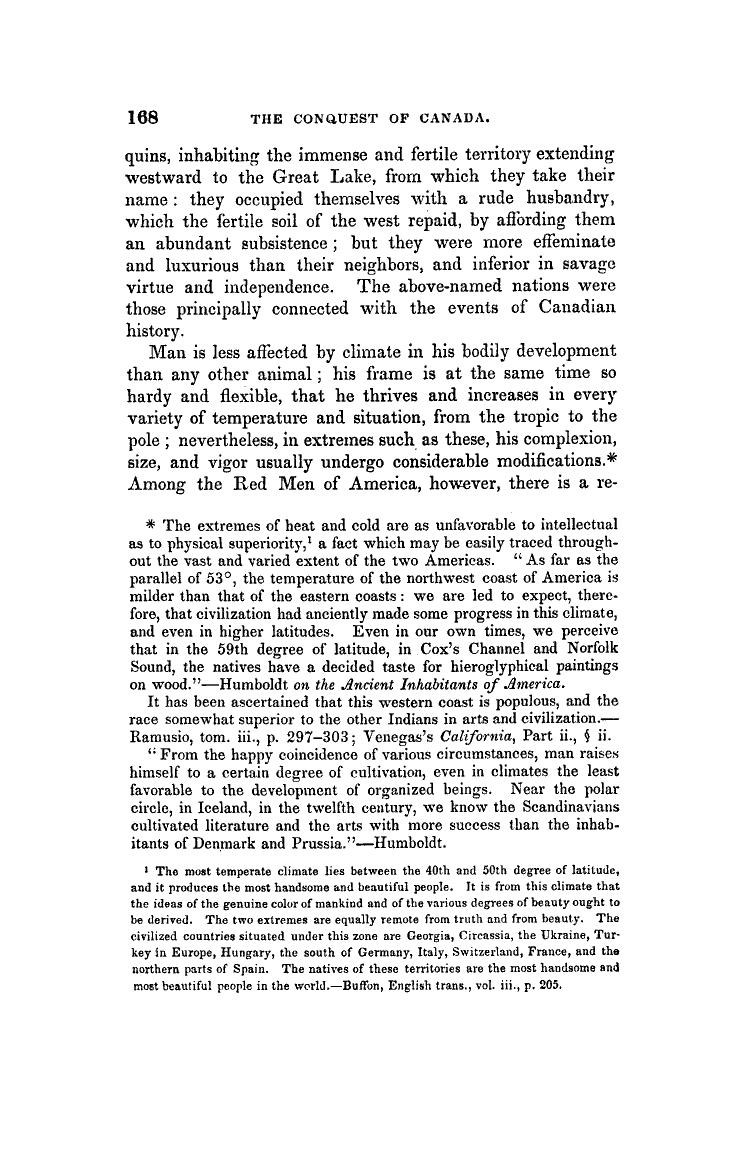 168 THE CONQUEST OF CANADA.
quins, inhabiting the immense and fertile territory extending
westward to the Great Lake, from which they take their
name : they occupied themselves with a rude husbandry,
which the fertile soil of the west repaid, by affording them
an abundant subsistence ; but they were more effeminate
and luxurious than their neighbors, and inferior in savage
virtue and independence. The above-named nations were
those principally connected with the events of Canadian
history.
Man is less affected by climate in his bodily development
than any other animal ; his frame is at the same time so
hardy and flexible, that he thrives and increases in every
variety of temperature and situation, from the tropic to the
pole ; nevertheless, in extremes such as these, his complexion,
size, and vigor usually undergo considerable modifications.*
Among the Red Men of America, however, there is a re-
* The extremes of heat and cold are as unfavorable to intellectual
as to physical superiority,¹ a fact which may be easily traced through-
out the vast and varied extent of the two Americas. “ As far as the
parallel of 53°, the temperature of the northwest coast of America is
milder than that of the eastern coasts : we are led to expect, there-
fore, that civilization had anciently made some progress in this climate,
and even in higher latitudes. Even in our own times, we perceive
that in the 59th degree of latitude, in Cox’s Channel and Norfolk
Sound, the natives have a decided taste for hieroglyphical paintings
on wood.”—Humboldt on the Ancient Inhabitants of America.
It has been ascertained that this western coast is populous, and the
race somewhat superior to the other Indians in arts and civilization.—
Ramusio, tom. iii., p. 297–303 ; Venegas’s California, Part ii., § ii.
“ From the happy coincidence of various circumstances, man raises
himself to a certain degree of cultivation, even in climates the least
favorable to the development of organized beings. Near the polar
circle, in Iceland, in the twelfth century, we know the Scandinavians
cultivated literature and the arts with more success than the inhab-
itants of Denmark and Prussia.”—Humboldt.
¹ The most temperate climate lies between the 40th and 50th degree of latitude,
and it produces the most handsome and beautiful people. It is from this climate that
the ideas of the genuine color of mankind and of the various degrees of beauty ought to
be derived. The two extremes are equally remote from truth and from beauty. The
civilized countries situated under this zone are Georgia, Circassia, the Ukraine, Tur-
key in Europe, Hungary, the south of Germany, Italy, Switzerland, France, and the
northern parts of Spain. The natives of these territories are the most handsome and
most beautiful people in the world.—Buffon, English trans., vol. iii., p. 205.